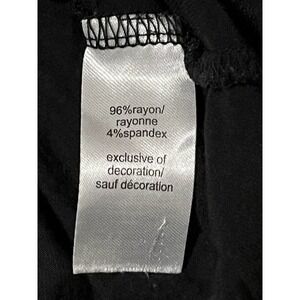 96%rayon/
rayonne
4%spandex
exclusive of
decoration/
sauf décoration